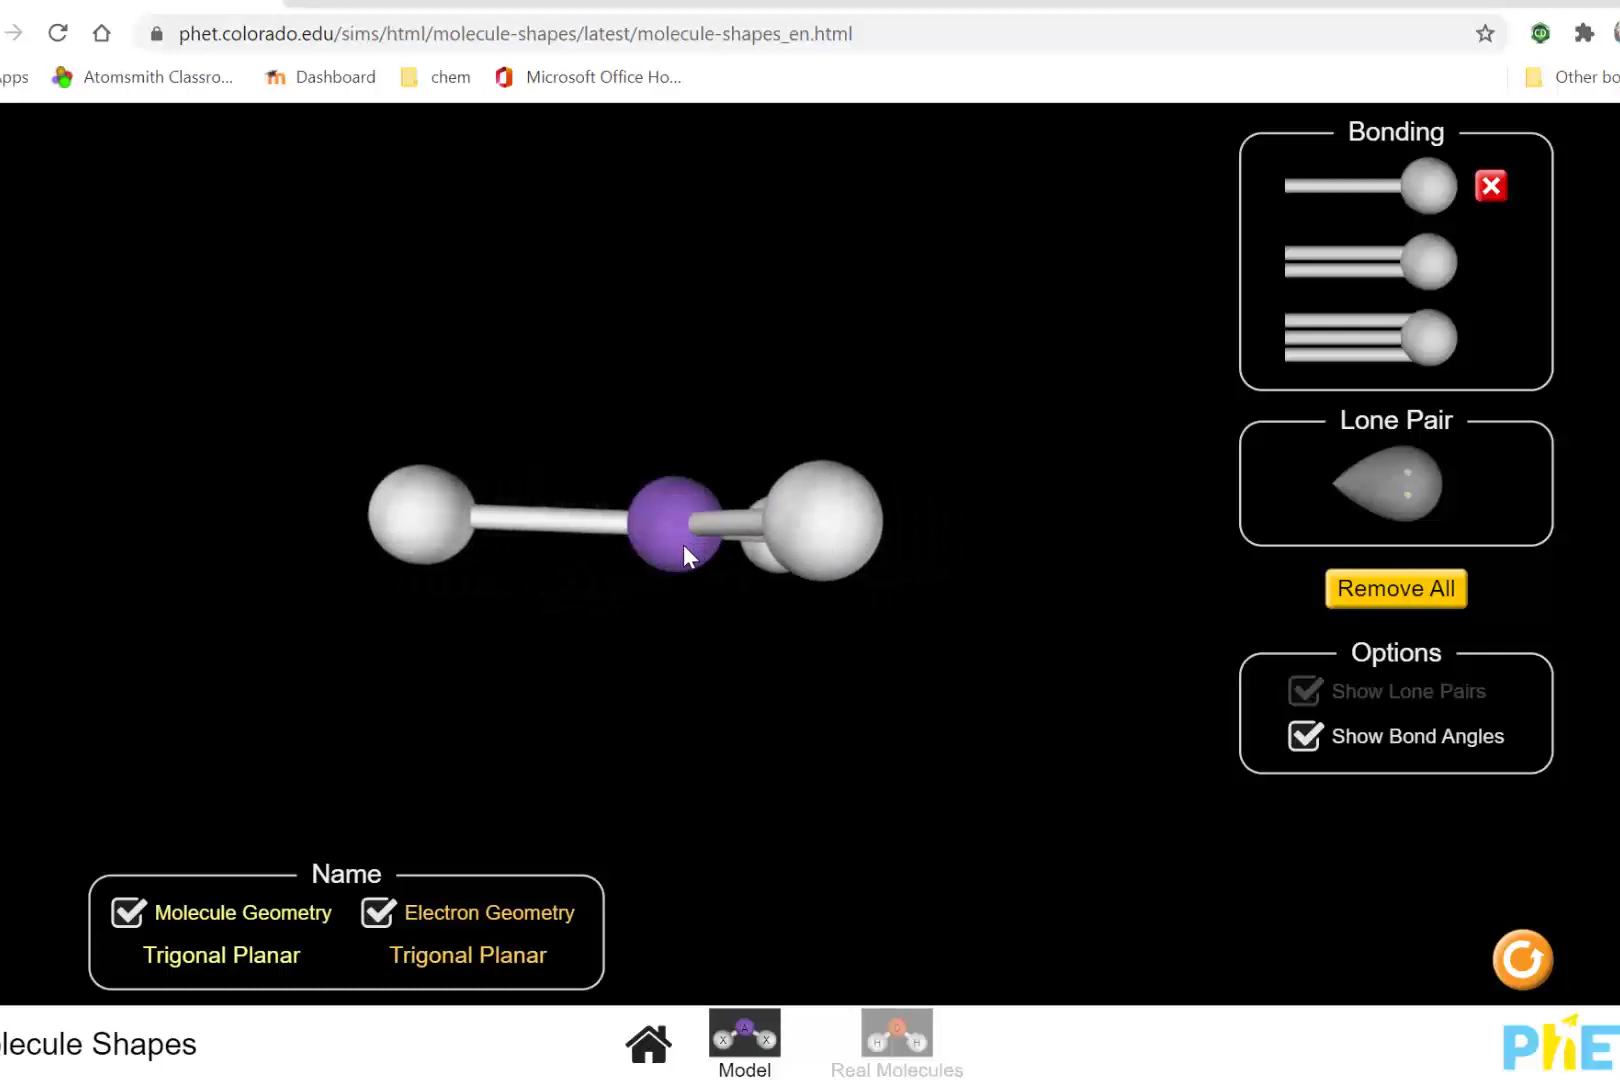 phet.colorado.edu/sims/html/molecule-shapes/latest/molecule-shapes_en.html
pps Atomsmith Classro... Dashboard chem Microsoft Office Ho... Other bo
Bonding
Lone Pair
Remove All
Options
Show Lone Pairs
Show Bond Angles
Name
Molecule Geometry Electron Geometry
Trigonal Planar Trigonal Planar
lecule Shapes
X A X
Model
H O H
Real Molecules
PhE